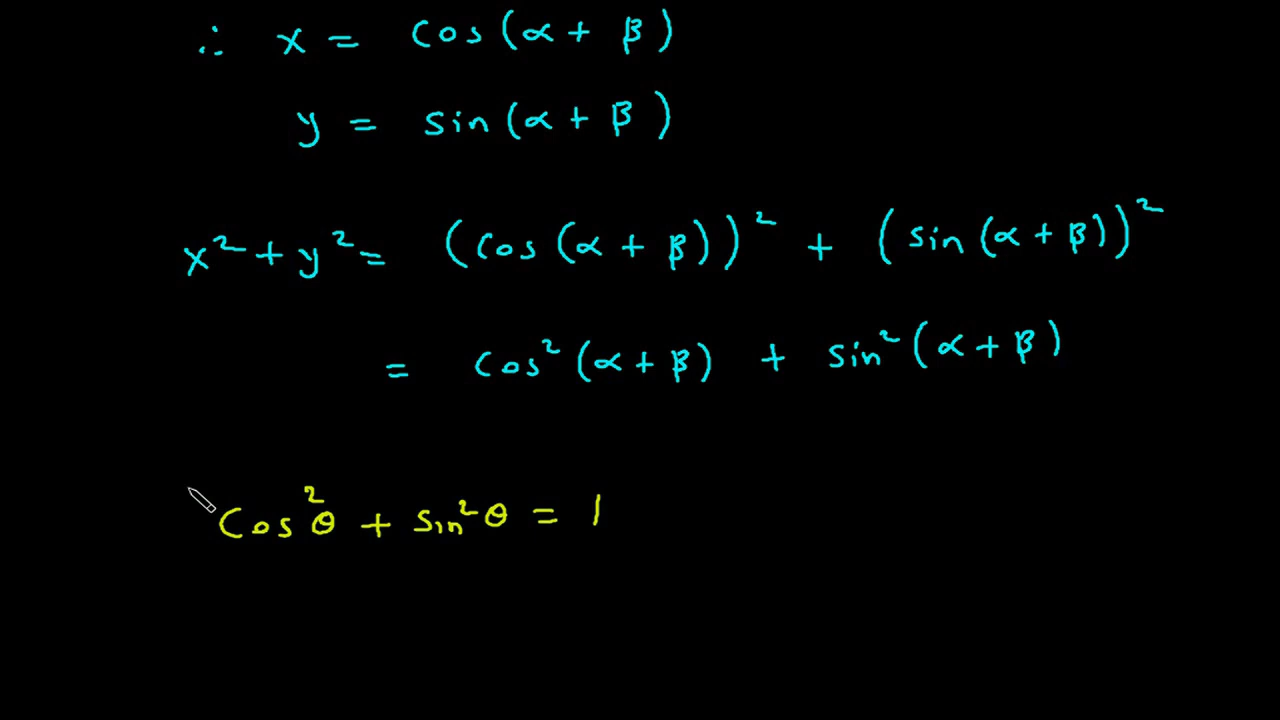 ∴ x = cos(α + β)
y = sin(α + β)
x² + y² = (cos(α + β))² + (sin(α + β))²
= cos²(α + β) + sin²(α + β)
cos²θ + sin²θ = 1